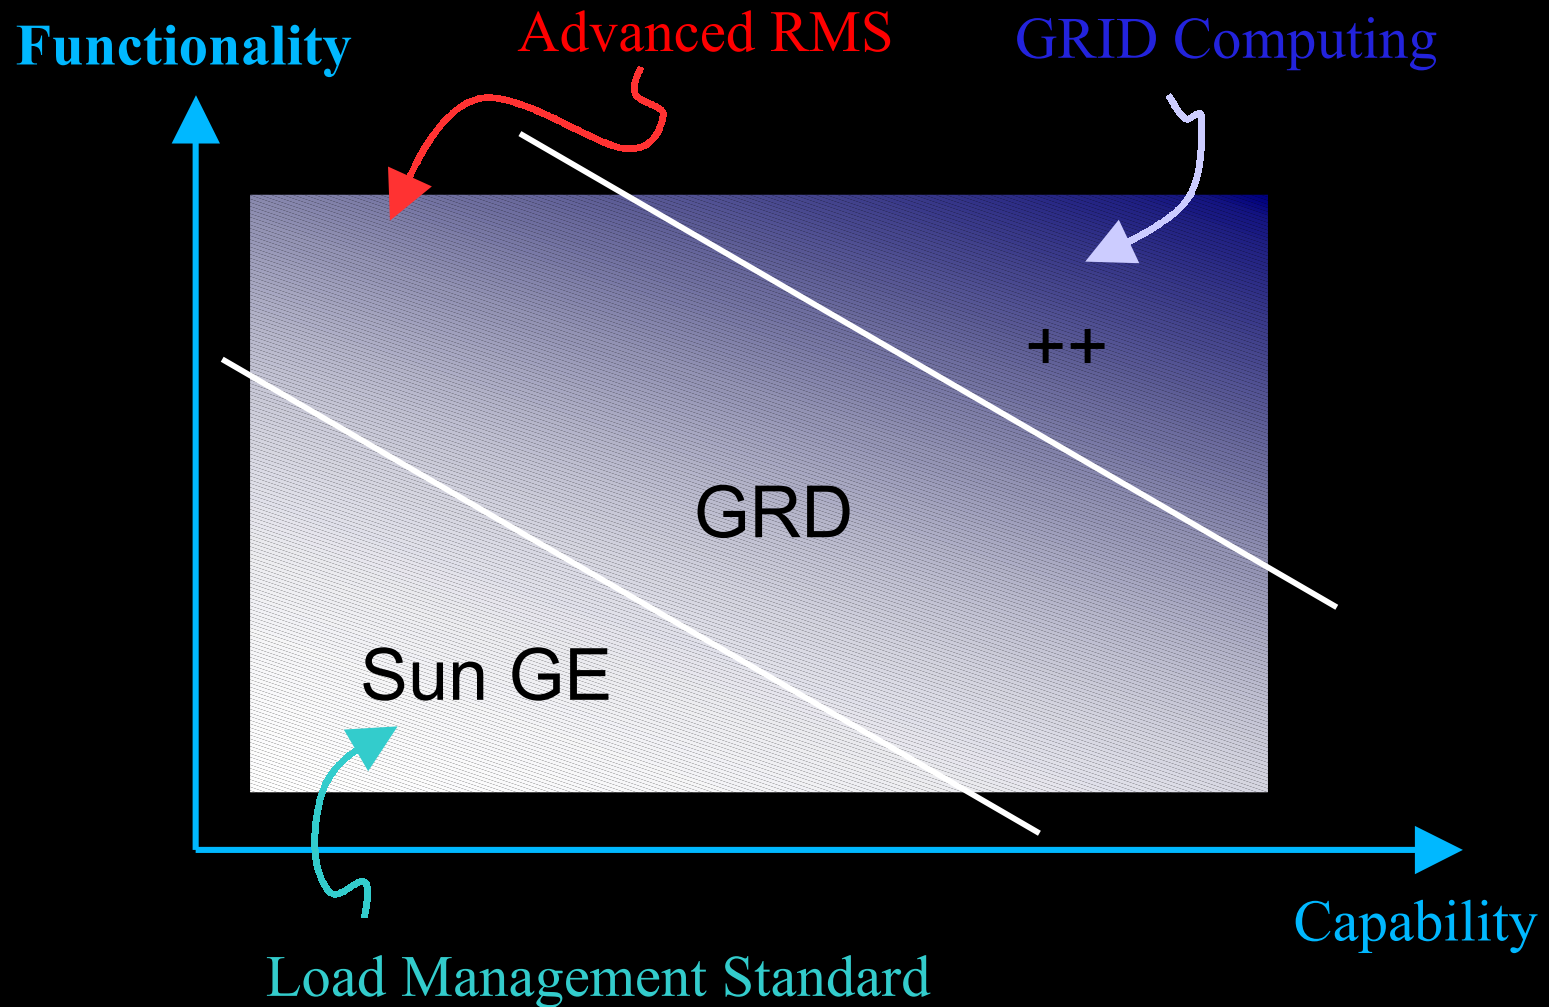 Functionality
Advanced RMS
GRID Computing
++
GRD
Sun GE
Capability
Load Management Standard